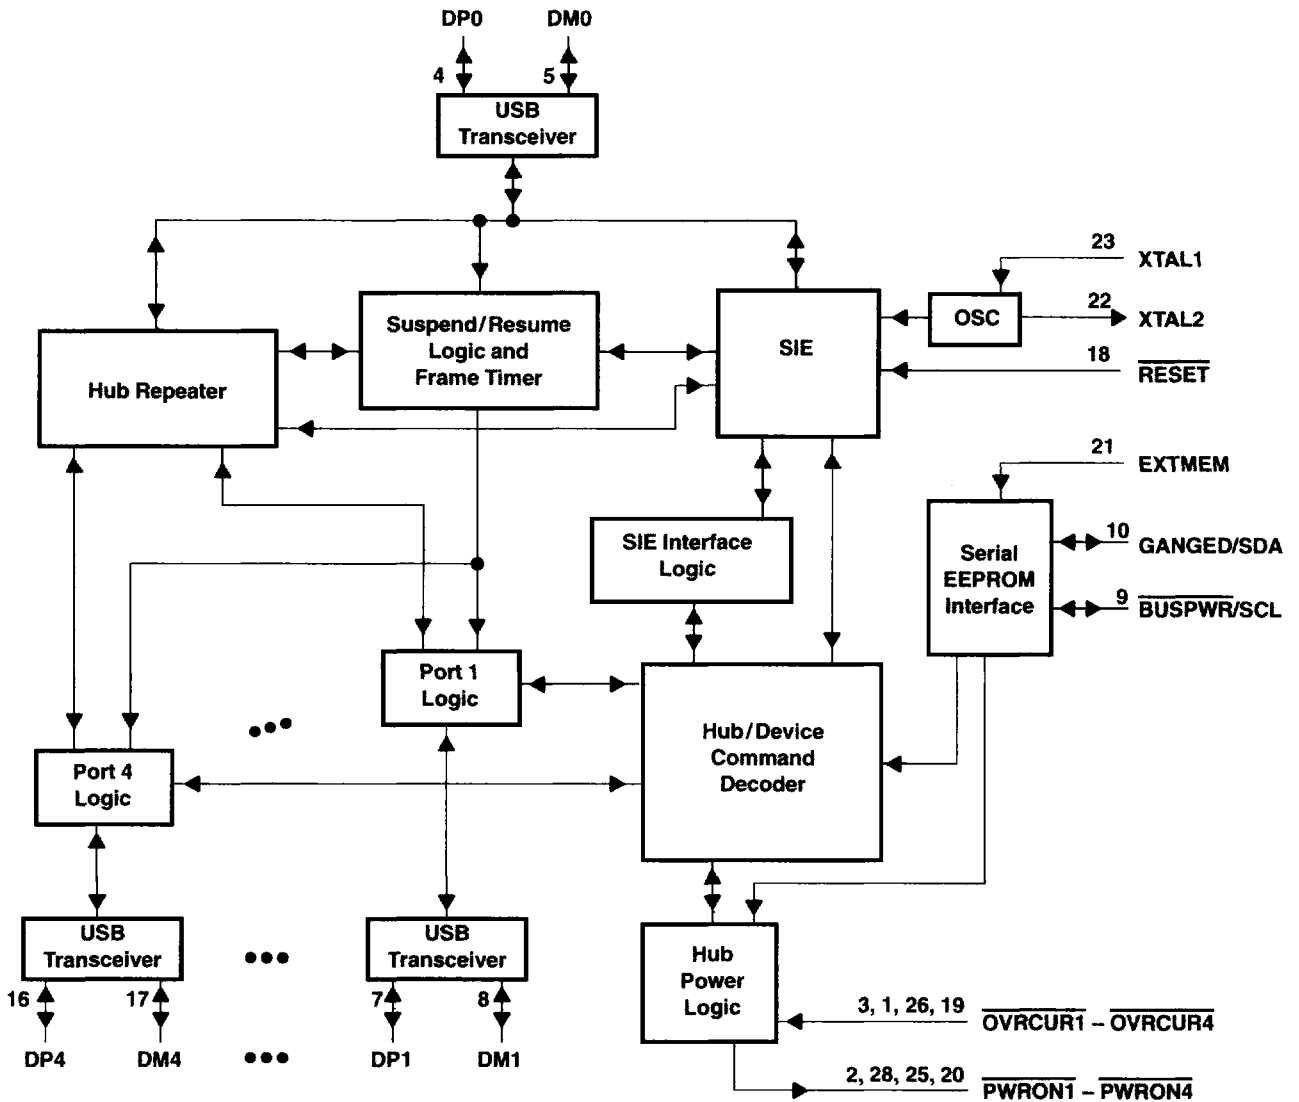 DP0
DM0
4
5
USB
Transceiver
23
XTAL1
Suspend/Resume
Logic and
Frame Timer
SIE
OSC
22
XTAL2
18
RESET
Hub Repeater
21
EXTMEM
SIE Interface
Logic
Serial
EEPROM
Interface
10
GANGED/SDA
9
BUSPWR/SCL
Port 1
Logic
Hub/Device
Command
Decoder
Port 4
Logic
USB
Transceiver
USB
Transceiver
Hub
Power
Logic
16
17
7
8
3, 1, 26, 19
OVRCUR1 – OVRCUR4
DP4
DM4
DP1
DM1
2, 28, 25, 20
PWRON1 – PWRON4